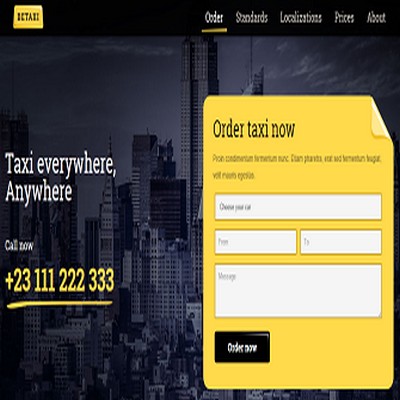 BETAXI
Order Standards Localizations Prices About
Taxi everywhere,
Anywhere
Call now
+23 111 222 333
Order taxi now
Proin condimentum fermentum nunc. Etiam pharetra, erat sed fermentum feugiat,
velit mauris egestas.
Choose your car
From
To
Message
Order now